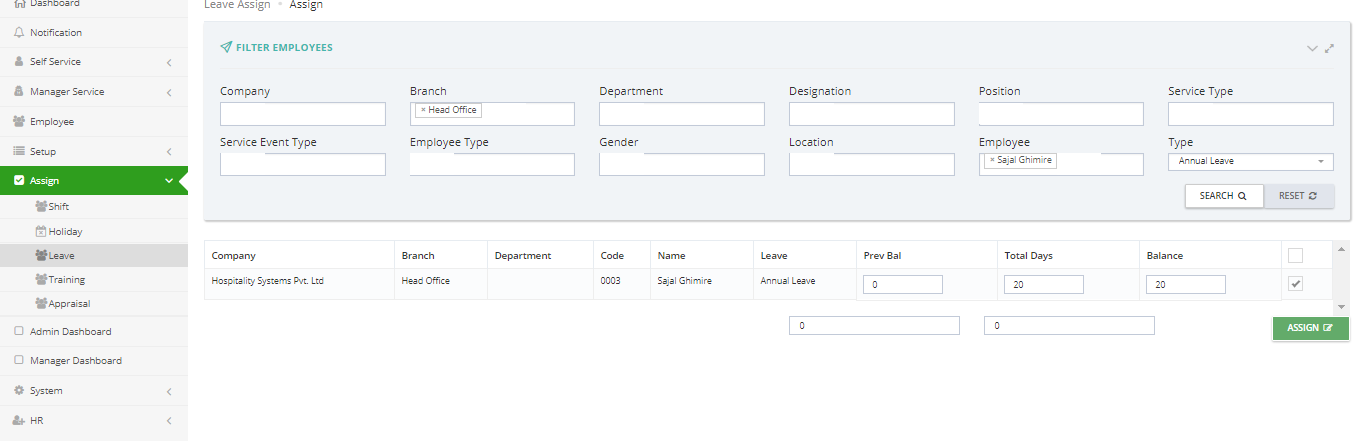 Dashboard
Notification
Self Service
Manager Service
Employee
Setup
Assign
Shift
Holiday
Leave
Training
Appraisal
Admin Dashboard
Manager Dashboard
System
HR
Leave Assign • Assign
FILTER EMPLOYEES
Company Branch Department Designation Position Service Type
× Head Office
Service Event Type Employee Type Gender Location Employee Type
× Sajal Ghimire Annual Leave
SEARCH RESET
Company Branch Department Code Name Leave Prev Bal Total Days Balance
Hospitality Systems Pvt. Ltd Head Office 0003 Sajal Ghimire Annual Leave 0 20 20
0 0 ASSIGN